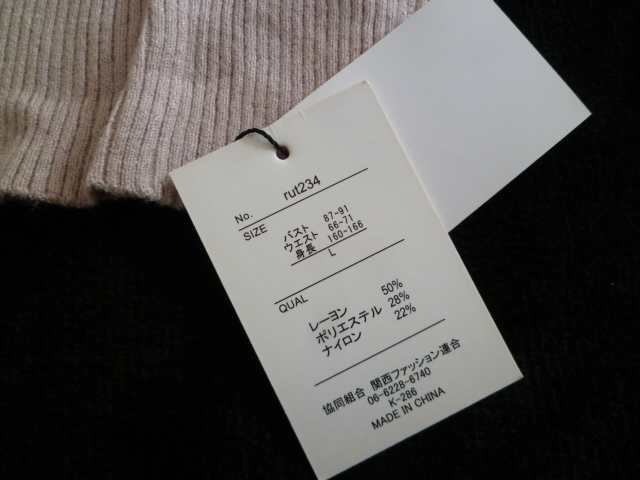 No. rut234
SIZE
バスト 87-91
ウエスト 66-71
身長 160-166
L
QUAL
レーヨン 50%
ポリエステル 28%
ナイロン 22%
協同組合 関西ファッション連合
06-6228-6740
K-286
MADE IN CHINA